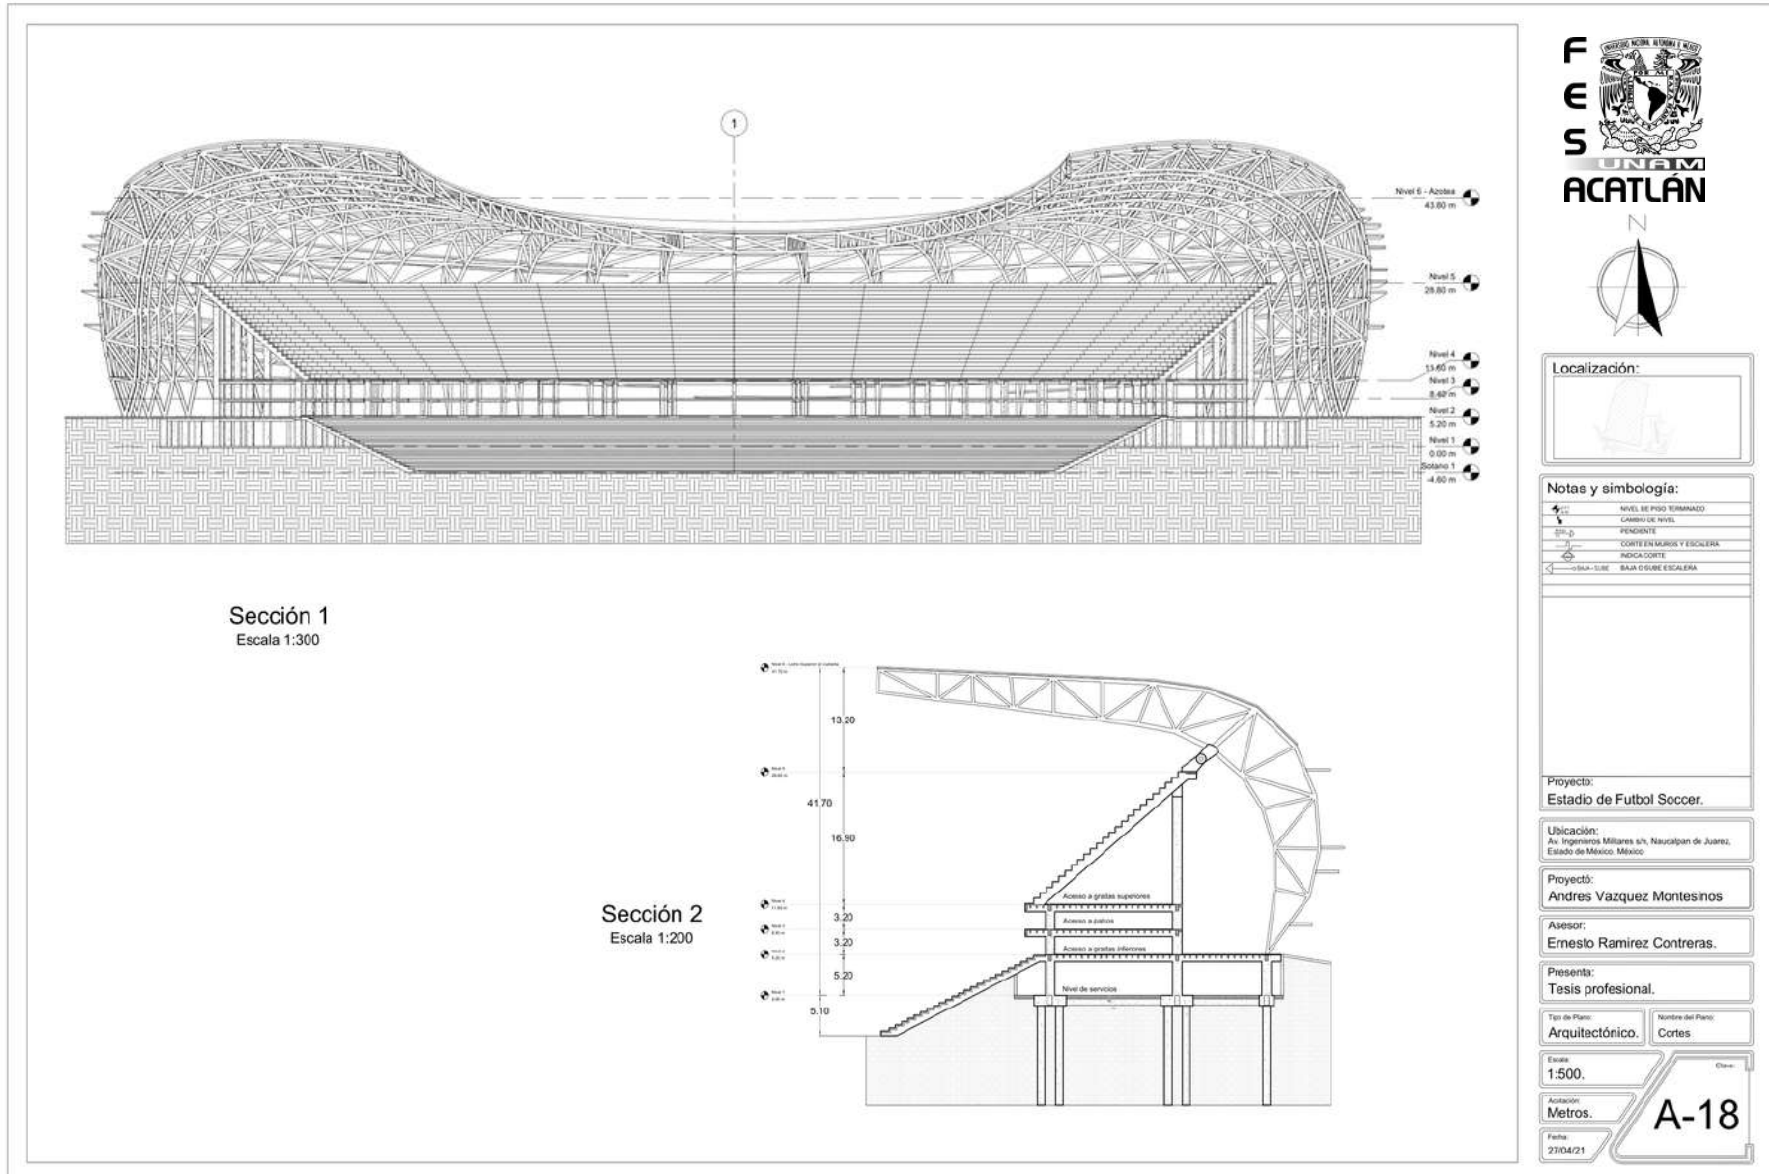 1
Nivel 6 - Azotea
43.80 m
Nivel 5
28.80 m
Nivel 4
11.60 m
Nivel 3
8.40 m
Nivel 2
5.20 m
Nivel 1
0.00 m
Sotano 1
-4.60 m
Sección 1
Escala 1:300
13.20
41.70
16.90
3.20
3.20
5.20
5.10
Acceso a gradas superiores
Acceso a palcos
Acceso a gradas inferiores
Nivel de servicios
Sección 2
Escala 1:200
FES
UNAM
ACATLÁN
N
Localización:
Notas y simbología:
NIVEL DE PISO TERMINADO
CAMBIO DE NIVEL
PENDIENTE
CORTE EN MUROS Y ESCALERA
INDICA CORTE
BAJA O SUBE ESCALERA
Proyecto:
Estadio de Futbol Soccer.
Ubicación:
Av. Ingenieros Militares s/n, Naucalpan de Juarez,
Estado de México. México
Proyectó:
Andres Vazquez Montesinos
Asesor:
Ernesto Ramirez Contreras.
Presenta:
Tesis profesional.
Tipo de Plano:
Arquitectónico.
Nombre del Plano:
Cortes
Escala:
1:500.
Acotación:
Metros.
Fecha:
27/04/21
Clave:
A-18